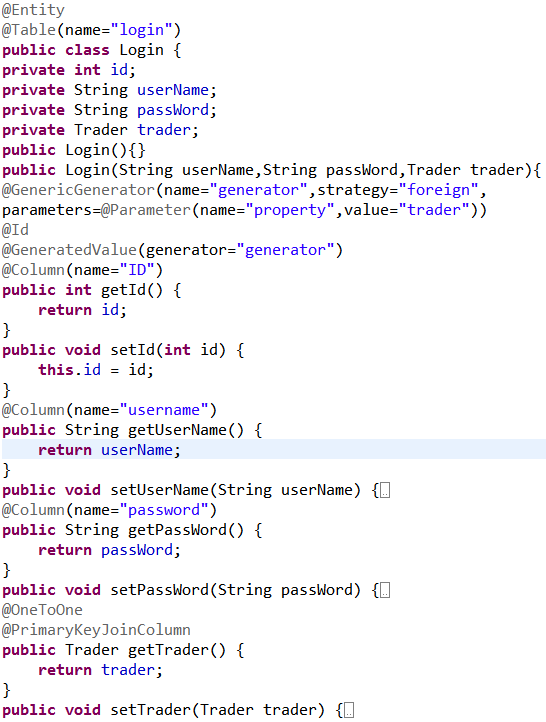 @Entity
@Table(name="login")
public class Login {
private int id;
private String userName;
private String passWord;
private Trader trader;
public Login(){}
public Login(String userName,String passWord,Trader trader){
@GenericGenerator(name="generator",strategy="foreign",
parameters=@Parameter(name="property",value="trader"))
@Id
@GeneratedValue(generator="generator")
@Column(name="ID")
public int getId() {
    return id;
}
public void setId(int id) {
    this.id = id;
}
@Column(name="username")
public String getUserName() {
    return userName;
}
public void setUserName(String userName) {
@Column(name="password")
public String getPassWord() {
    return passWord;
}
public void setPassWord(String passWord) {
@OneToOne
@PrimaryKeyJoinColumn
public Trader getTrader() {
    return trader;
}
public void setTrader(Trader trader) {